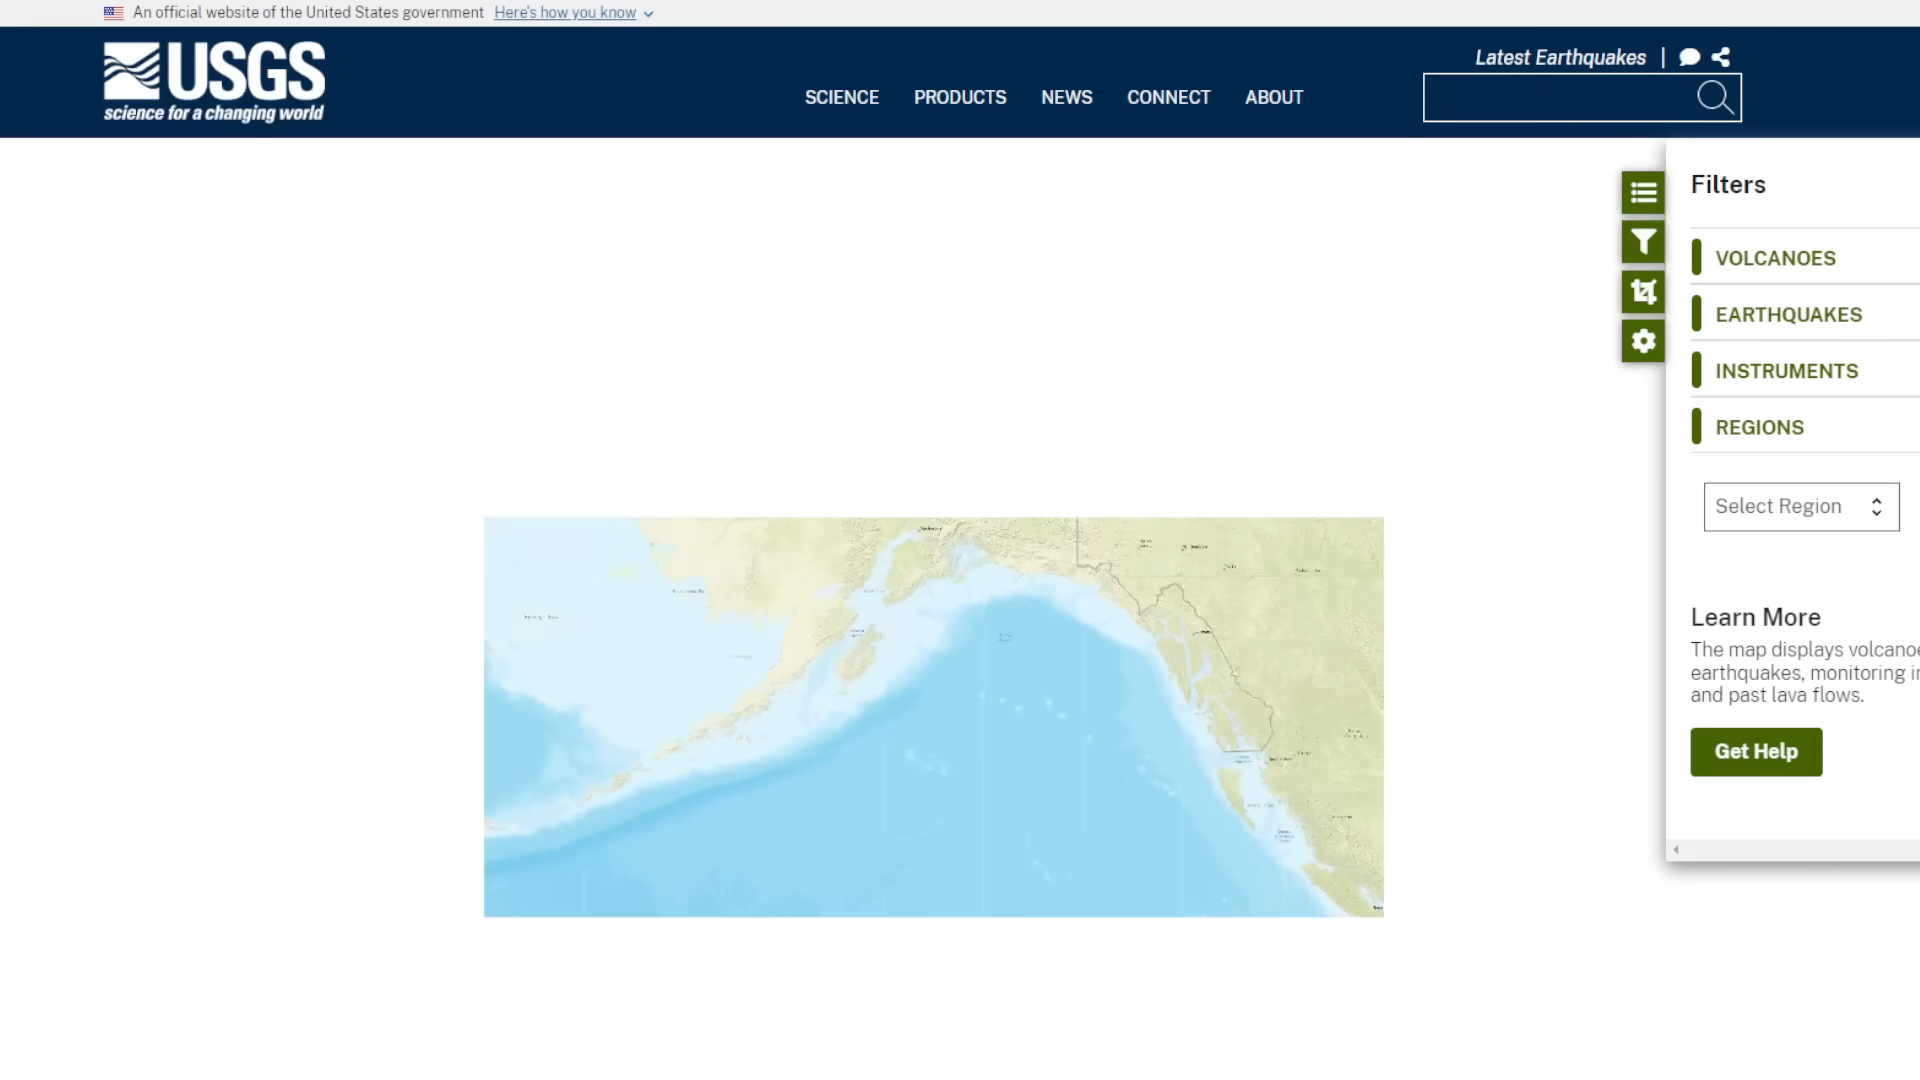 An official website of the United States government Here's how you know
USGS
science for a changing world
Latest Earthquakes
SCIENCE PRODUCTS NEWS CONNECT ABOUT
Filters
VOLCANOES
EARTHQUAKES
INSTRUMENTS
REGIONS
Select Region
Learn More
The map displays volcanoe
earthquakes, monitoring i
and past lava flows.
Get Help